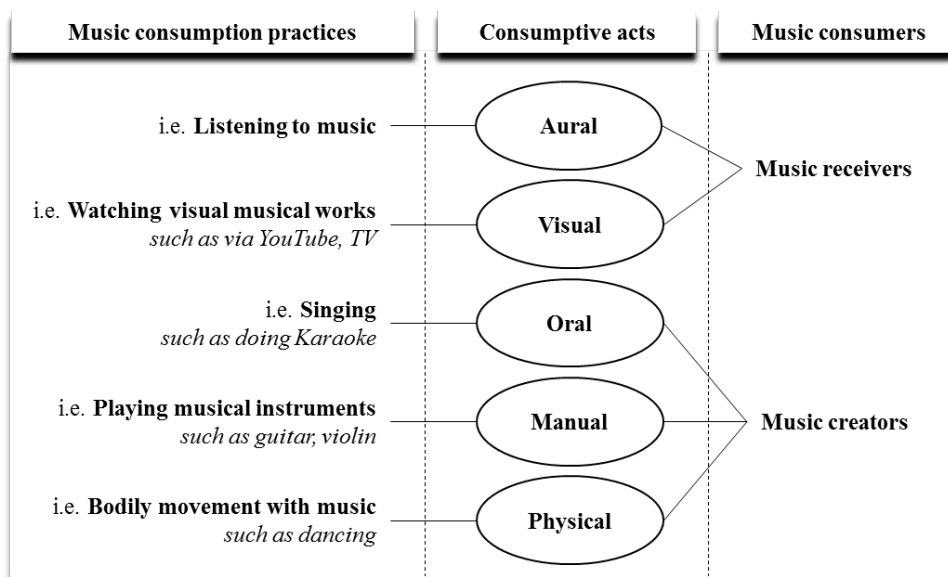 Music consumption practices
Consumptive acts
Music consumers
i.e. Listening to music
Aural
Music receivers
i.e. Watching visual musical works
such as via YouTube, TV
Visual
i.e. Singing
such as doing Karaoke
Oral
i.e. Playing musical instruments
such as guitar, violin
Manual
Music creators
i.e. Bodily movement with music
such as dancing
Physical